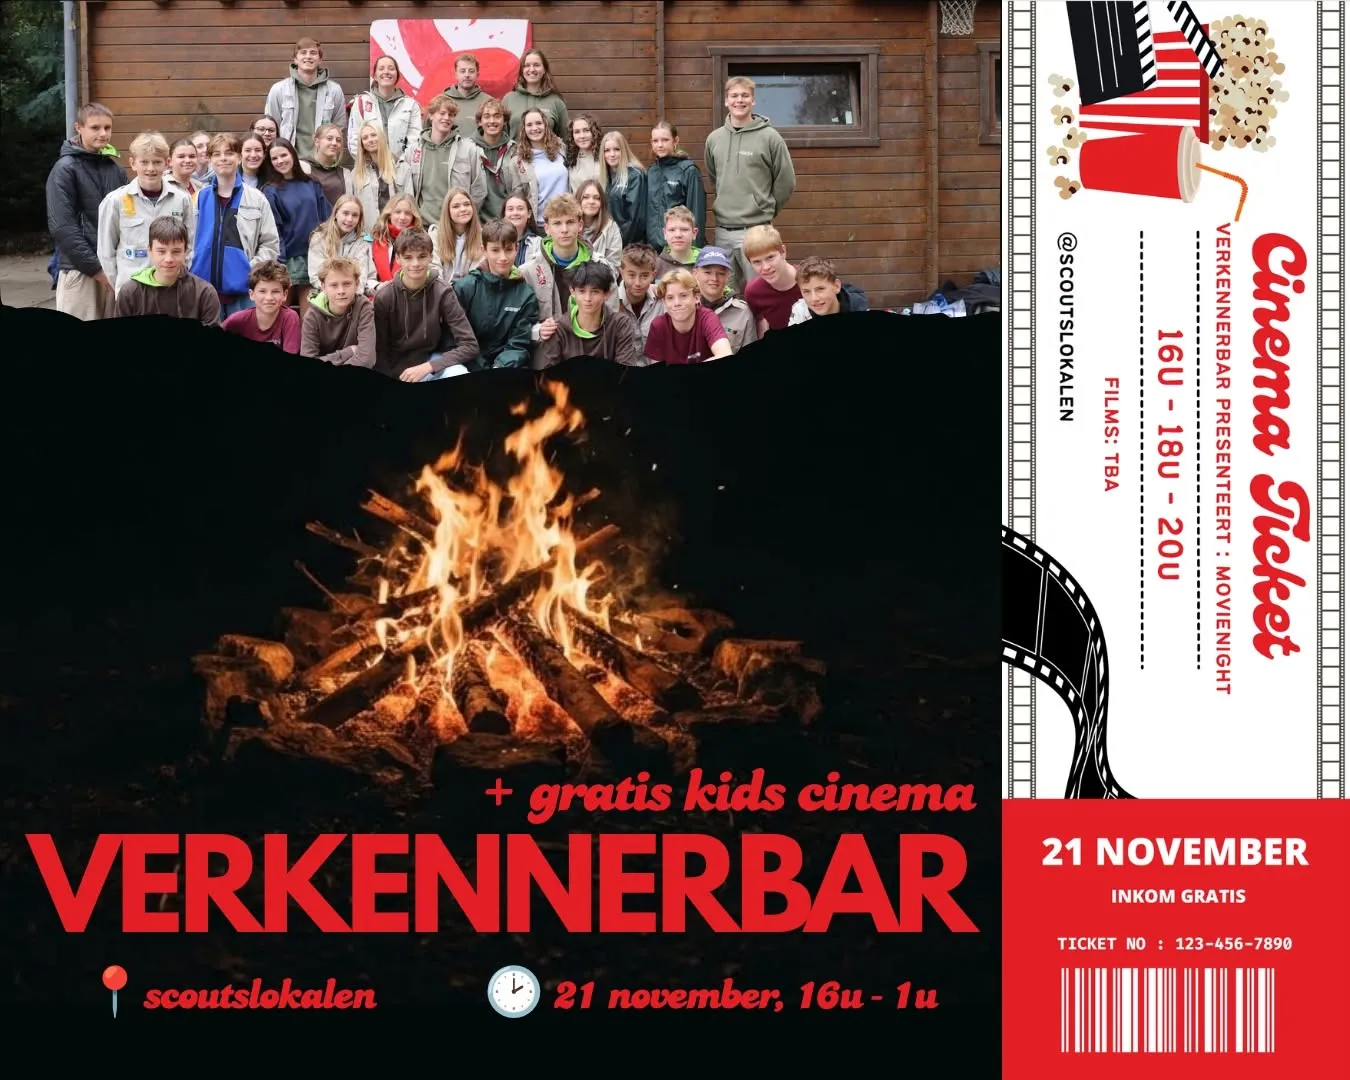 + gratis kids cinema
VERKENNERBAR
scoutslokalen
21 november, 16u - 1u
Cinema Ticket
VERKENNERBAR PRESENTEERT : MOVIENIGHT
16U - 18U - 20U
FILMS: TBA
@SCOUTSLOKALEN
21 NOVEMBER
INKOM GRATIS
TICKET NO : 123-456-7890